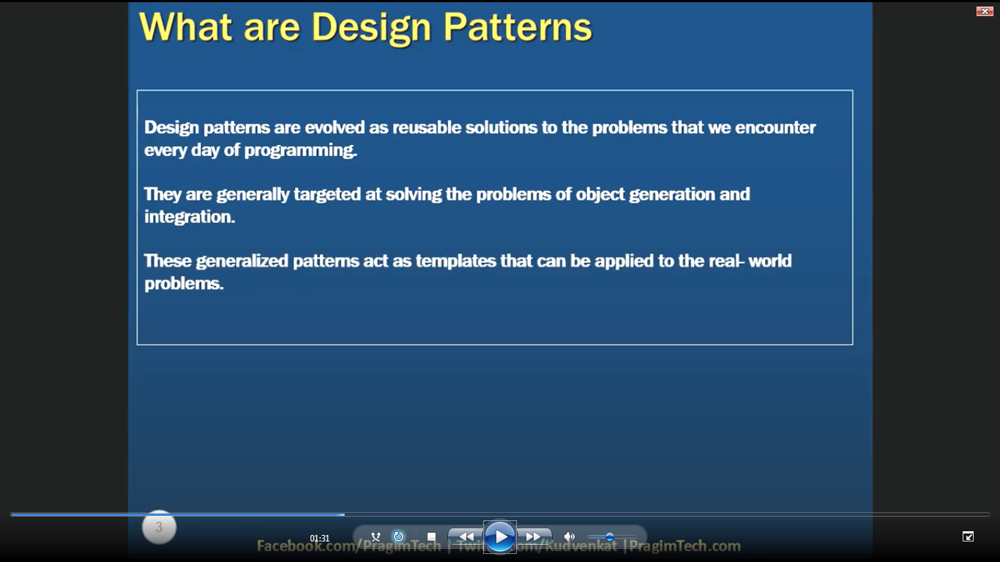 What are Design Patterns
Design patterns are evolved as reusable solutions to the problems that we encounter
every day of programming.
They are generally targeted at solving the problems of object generation and
integration.
These generalized patterns act as templates that can be applied to the real- world
problems.
3
01:31
Facebook.com/PragimTech | Twi om/Kudvenkat |PragimTech.com